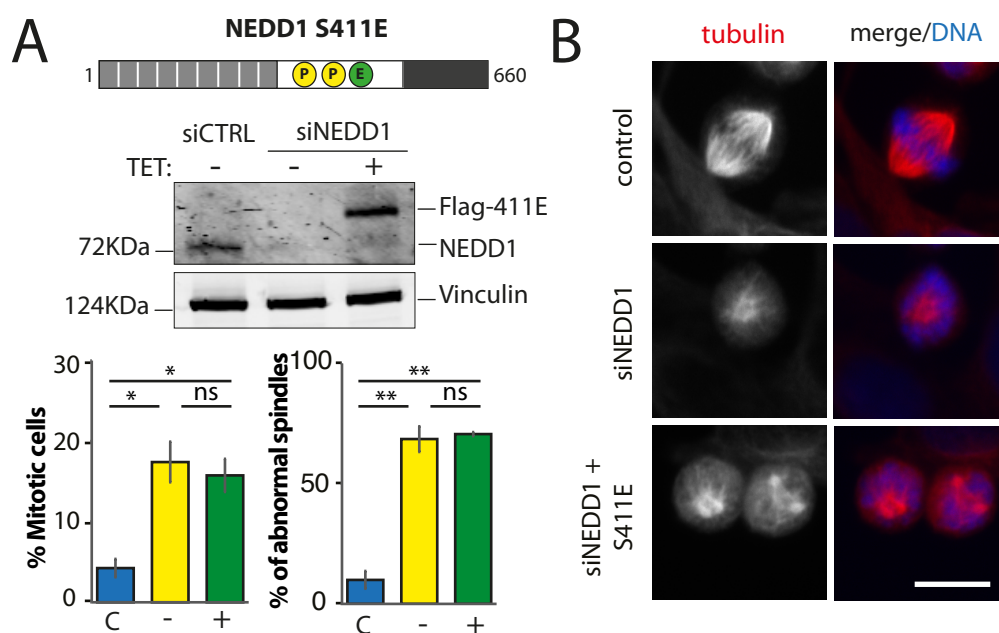 A
NEDD1 S411E
1
P P E
660
siCTRL siNEDD1
TET: - - +
Flag-411E
72KDa NEDD1
124KDa Vinculin
% Mitotic cells
30
20
10
0
*
* ns
C - +
% of abnormal spindles
100
50
0
**
** ns
C - +
B
tubulin merge/DNA
control
siNEDD1
siNEDD1 +
S411E